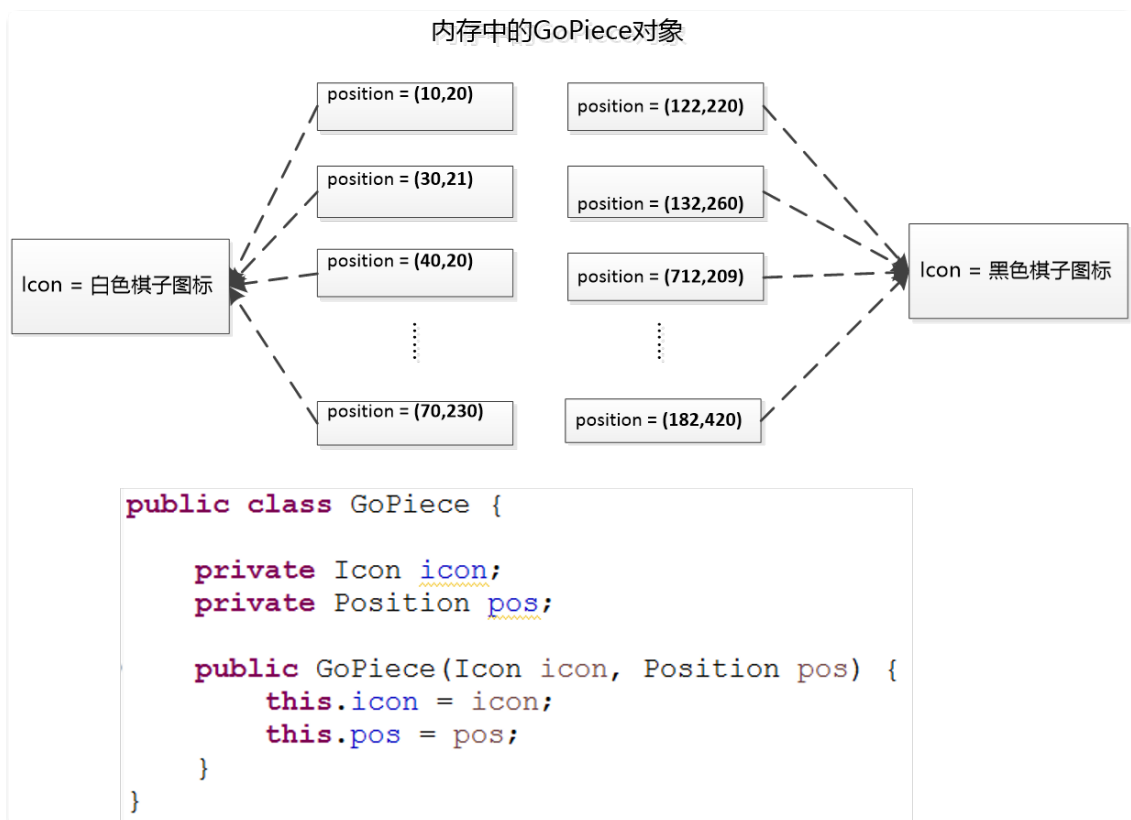 内存中的GoPiece对象
position = (10,20)
position = (122,220)
position = (30,21)
position = (132,260)
position = (40,20)
position = (712,209)
Icon = 白色棋子图标
Icon = 黑色棋子图标
position = (70,230)
position = (182,420)
public class GoPiece {
private Icon icon;
private Position pos;
public GoPiece(Icon icon, Position pos) {
this.icon = icon;
this.pos = pos;
}
}